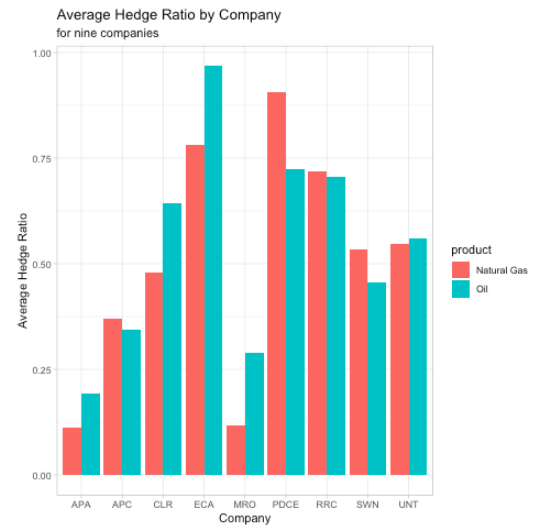 Average Hedge Ratio by Company
for nine companies
1.00
0.75
0.50
0.25
0.00
Average Hedge Ratio
APA APC CLR ECA MRO PDCE RRC SWN UNT
Company
product
Natural Gas
Oil